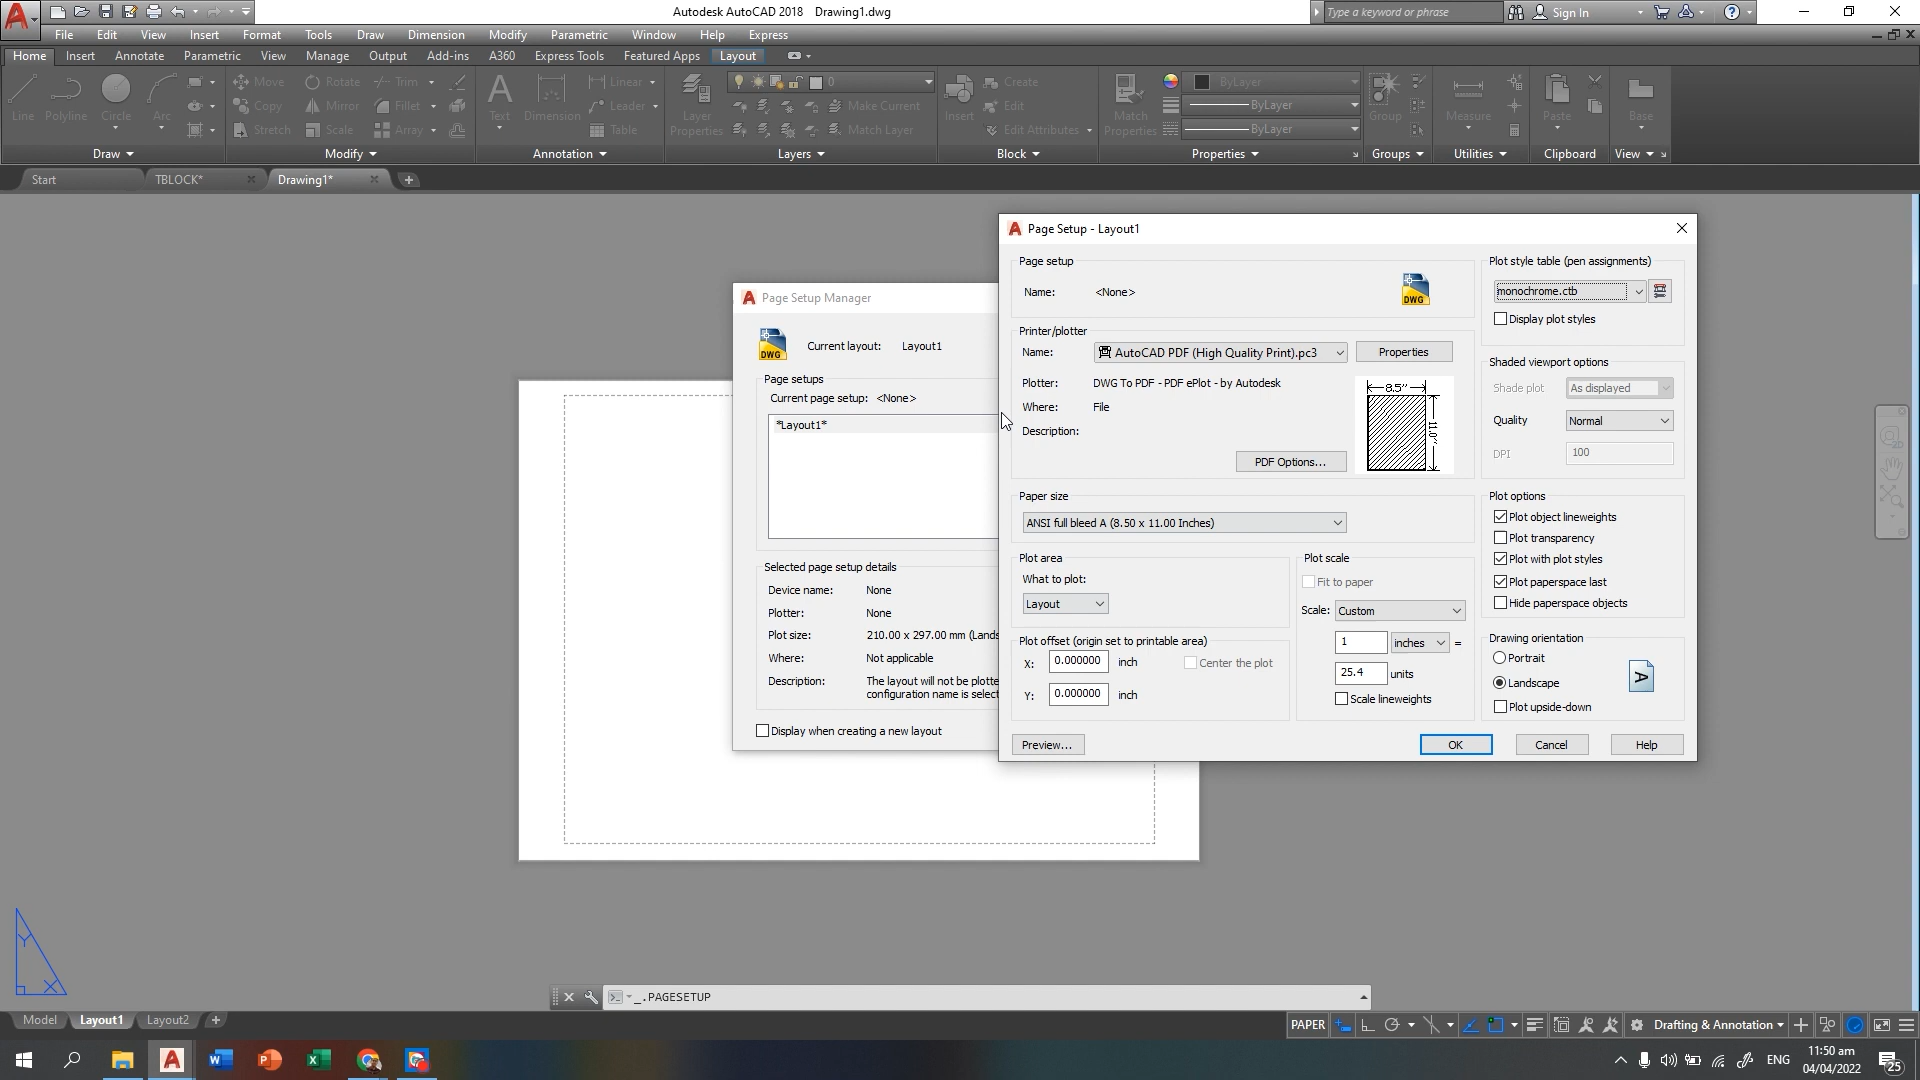 Autodesk AutoCAD 2018 Drawing1.dwg
Type a keyword or phrase
Sign In
File Edit View Insert Format Tools Draw Dimension Modify Parametric Window Help Express
Home Insert Annotate Parametric View Manage Output Add-ins A360 Express Tools Featured Apps Layout
Line Polyline Circle Arc
Move Rotate Trim
Copy Mirror Fillet
Stretch Scale Array
Text Dimension
Linear
Leader
Table
Layer
Properties
0
Make Current
Match Layer
Insert
Create
Edit
Edit Attributes
Match
Properties
ByLayer
ByLayer
ByLayer
Group
Measure
Paste
Base
Draw Modify Annotation Layers Block Properties Groups Utilities Clipboard View
Start TBLOCK* Drawing1*
Page Setup Manager
DWG
Current layout: Layout1
Page setups
Current page setup: <None>
*Layout1*
Selected page setup details
Device name: None
Plotter: None
Plot size: 210.00 x 297.00 mm (Lands
Where: Not applicable
Description: The layout will not be plotte
configuration name is select
Display when creating a new layout
Page Setup - Layout1
Page setup
Name: <None>
DWG
Printer/plotter
Name: AutoCAD PDF (High Quality Print).pc3
Properties
Plotter: DWG To PDF - PDF ePlot - by Autodesk
Where: File
Description:
8.5''
11.0''
PDF Options...
Paper size
ANSI full bleed A (8.50 x 11.00 Inches)
Plot area
What to plot:
Layout
Plot offset (origin set to printable area)
X: 0.000000 inch
Center the plot
Y: 0.000000 inch
Plot scale
Fit to paper
Scale: Custom
1 inches =
25.4 units
Scale lineweights
Plot style table (pen assignments)
monochrome.ctb
Display plot styles
Shaded viewport options
Shade plot As displayed
Quality Normal
DPI 100
Plot options
Plot object lineweights
Plot transparency
Plot with plot styles
Plot paperspace last
Hide paperspace objects
Drawing orientation
Portrait
Landscape
Plot upside-down
A
Preview...
OK Cancel Help
Y
X
_.PAGESETUP
Model Layout1 Layout2
PAPER
Drafting & Annotation
ENG
11:50 am
04/04/2022
25